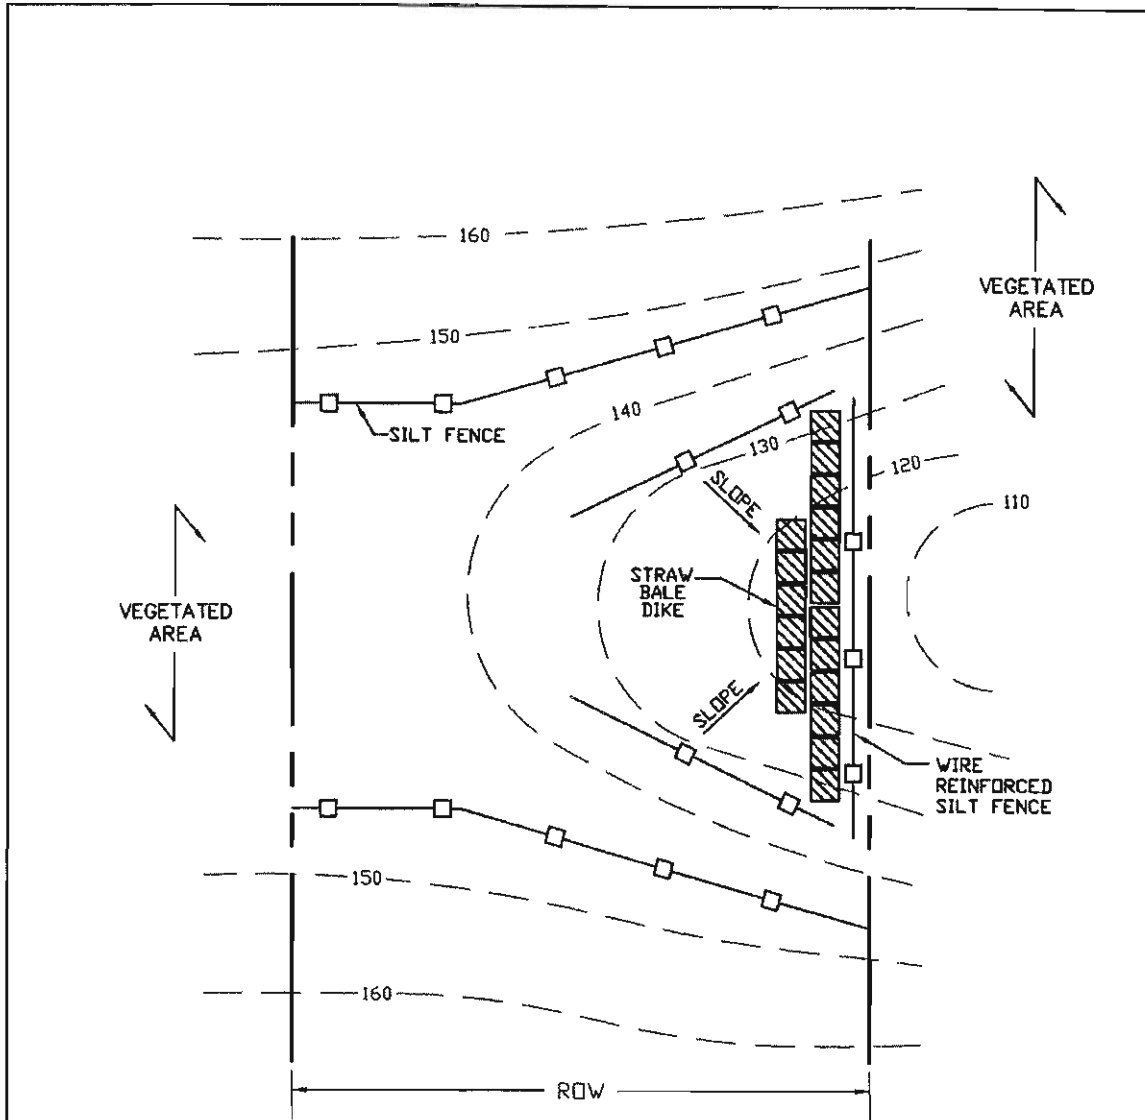 160
VEGETATED
AREA
150
140
SILT FENCE
130
120
110
SLOPE
STRAW
BALE
DIKE
VEGETATED
AREA
SLOPE
WIRE
REINFORCED
SILT FENCE
150
160
ROW